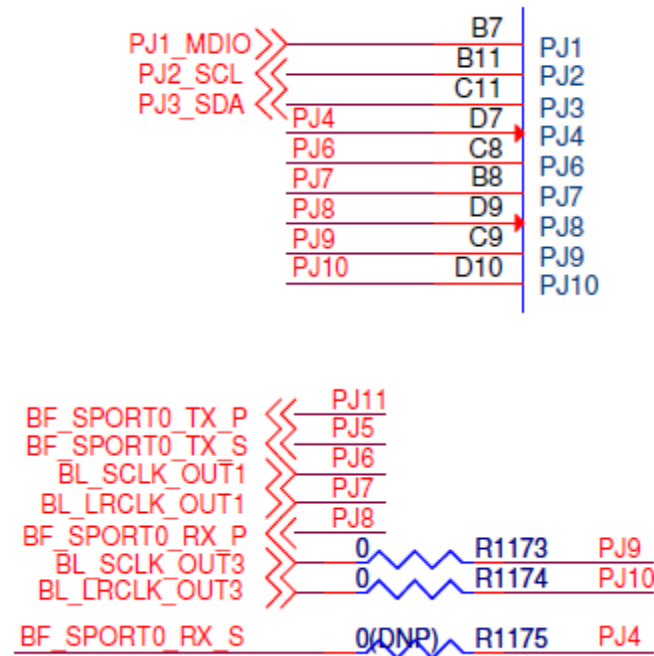 PJ1_MDIO B7 PJ1
PJ2_SCL B11 PJ2
PJ3_SDA C11 PJ3
PJ4 D7 PJ4
PJ6 C8 PJ6
PJ7 B8 PJ7
PJ8 D9 PJ8
PJ9 C9 PJ9
PJ10 D10 PJ10
BF_SPORT0_TX_P PJ11
BF_SPORT0_TX_S PJ5
BL_SCLK_OUT1 PJ6
BL_LRCLK_OUT1 PJ7
BF_SPORT0_RX_P PJ8
BL_SCLK_OUT3 0 R1173 PJ9
BL_LRCLK_OUT3 0 R1174 PJ10
BF_SPORT0_RX_S 0(DNP) R1175 PJ4